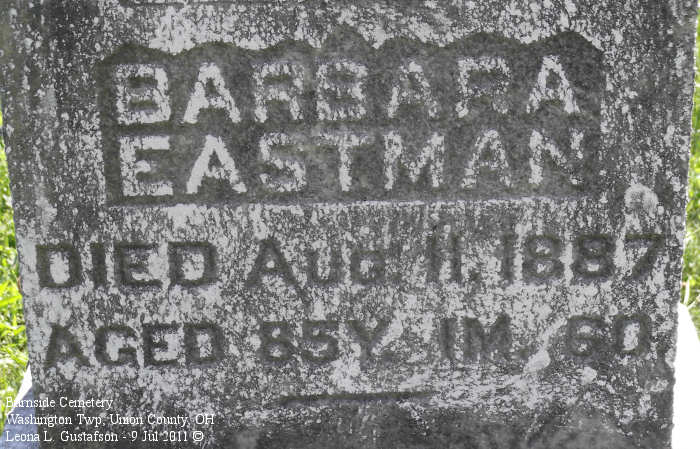 BARBARA
EASTMAN
DIED AUG. 11. 1887
AGED 85Y. 1M. 6D.
Burnside Cemetery
Washington Twp, Union County, OH
Leona L. Gustafson - 9 Jul 2011 ©